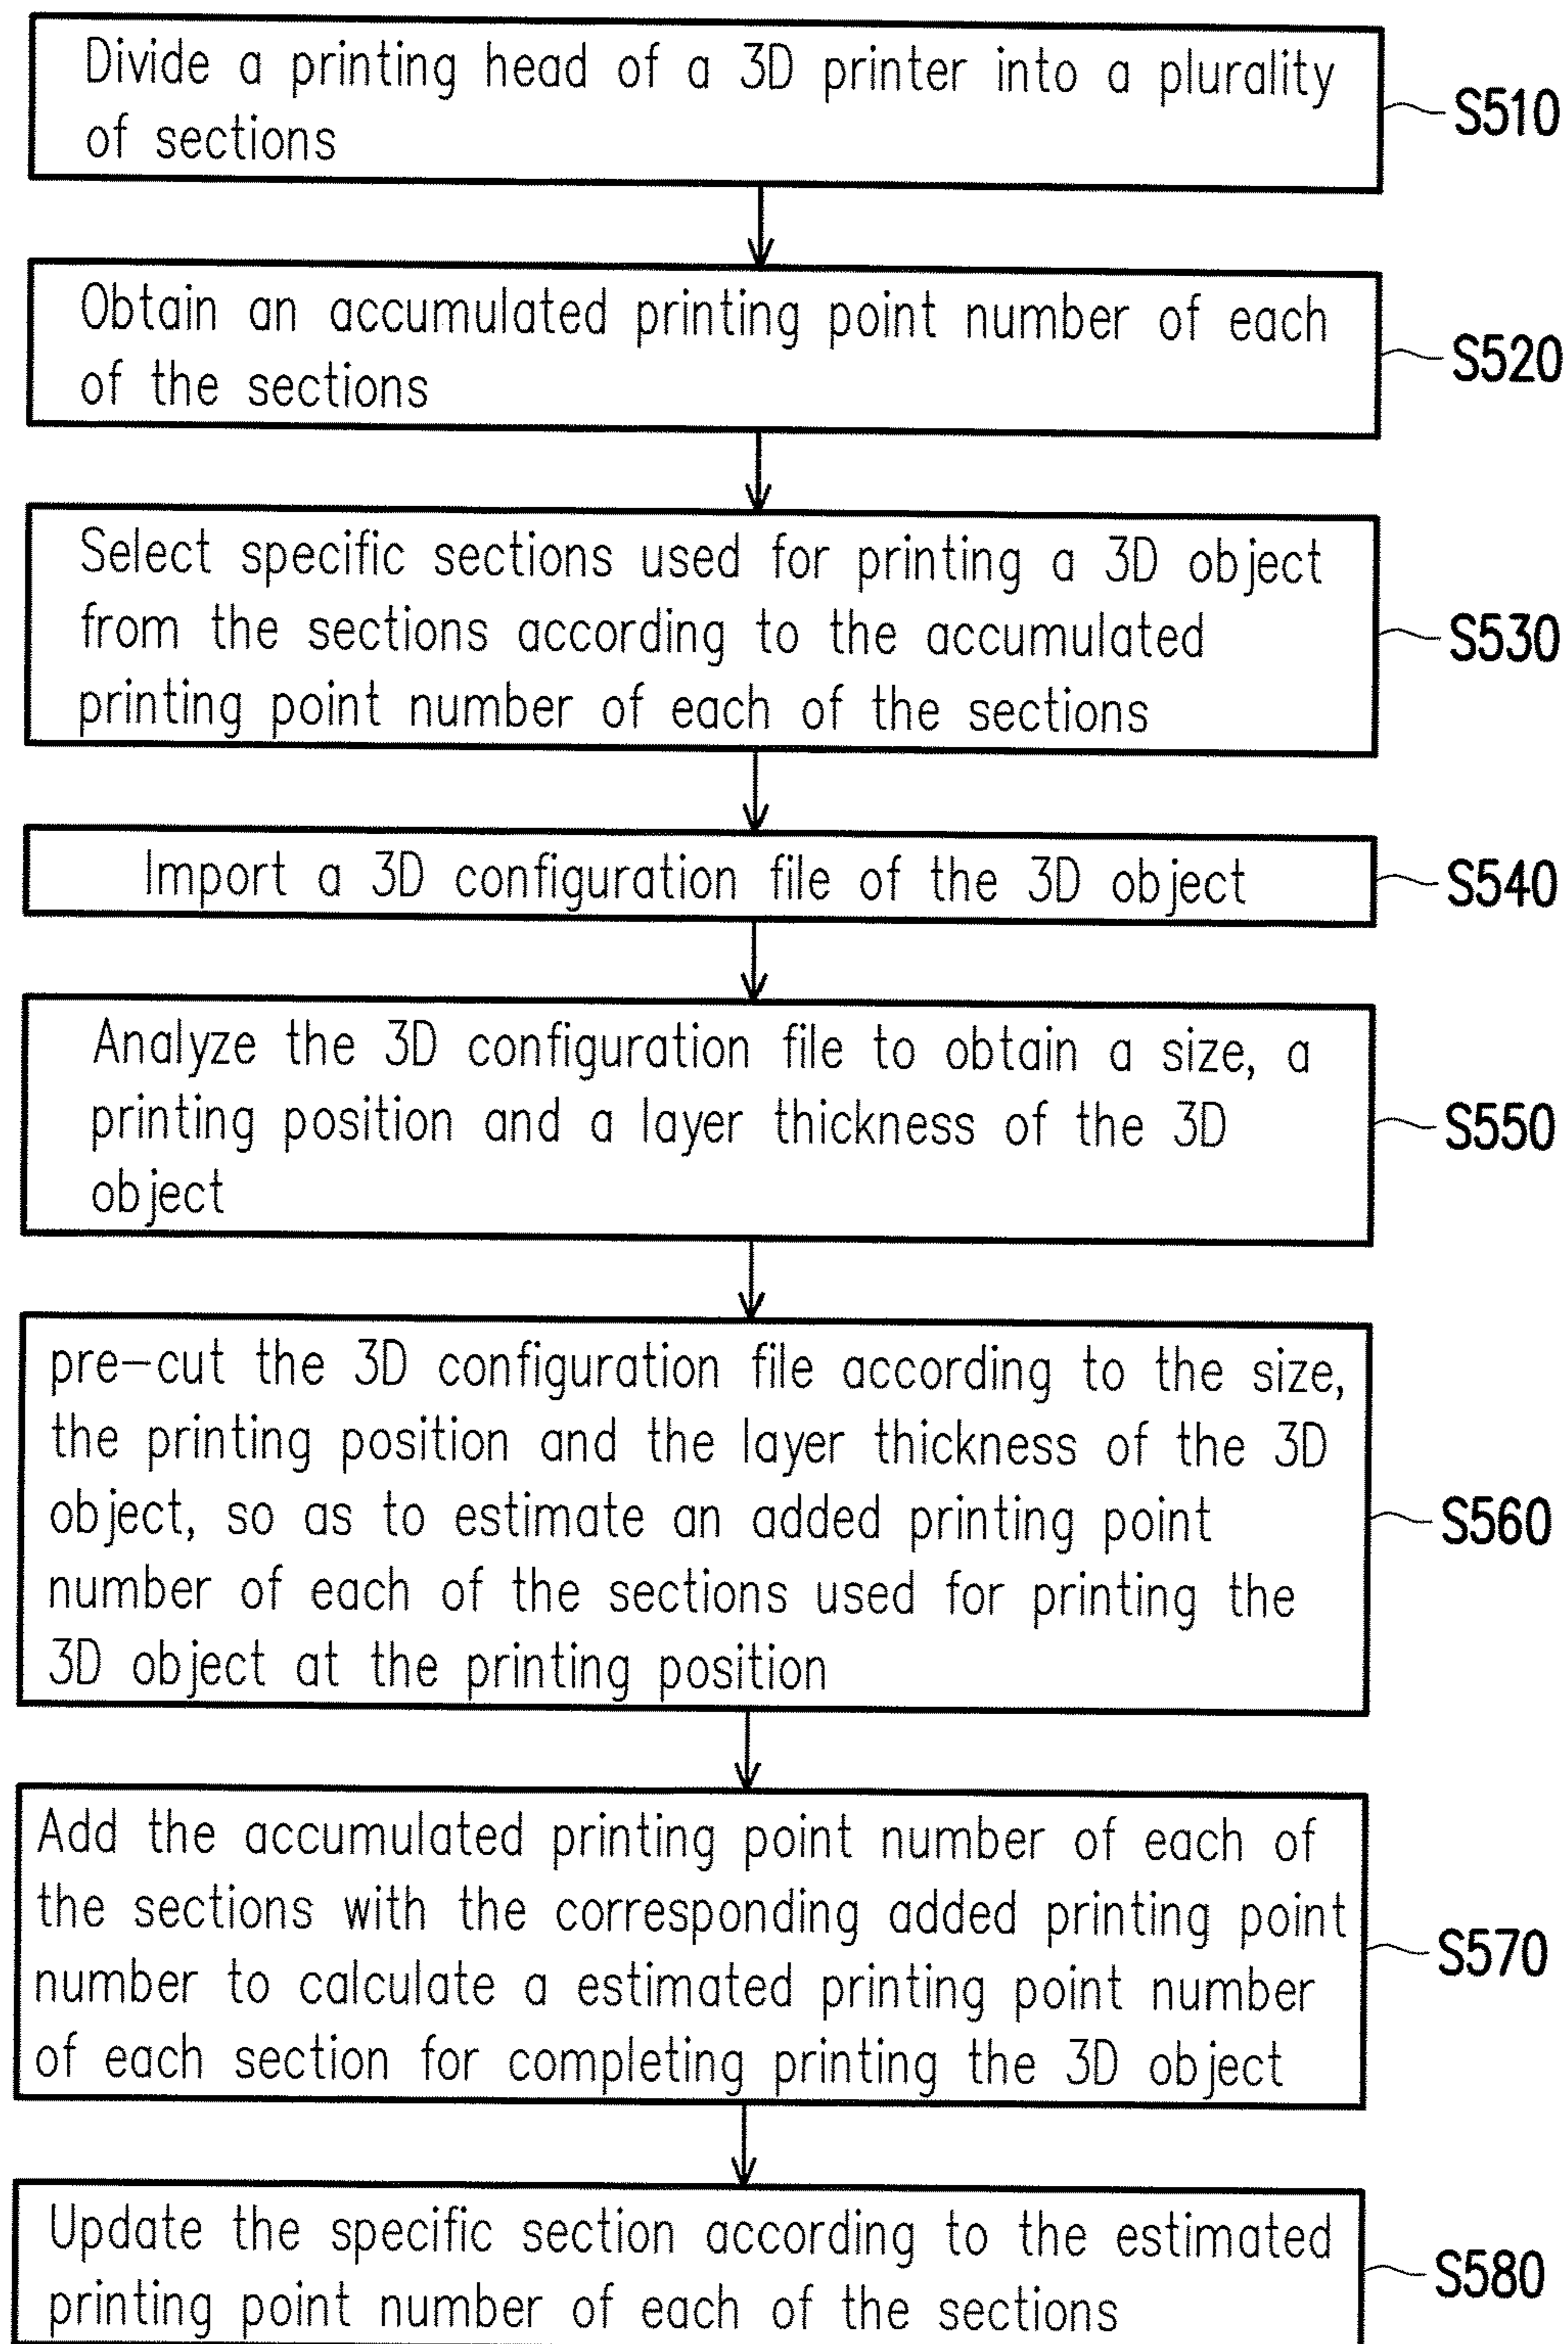 Divide a printing head of a 3D printer into a plurality
of sections
S510
Obtain an accumulated printing point number of each
of the sections
S520
Select specific sections used for printing a 3D object
from the sections according to the accumulated
printing point number of each of the sections
S530
Import a 3D configuration file of the 3D object
S540
Analyze the 3D configuration file to obtain a size, a
printing position and a layer thickness of the 3D
object
S550
pre-cut the 3D configuration file according to the size,
the printing position and the layer thickness of the 3D
object, so as to estimate an added printing point
number of each of the sections used for printing the
3D object at the printing position
S560
Add the accumulated printing point number of each of
the sections with the corresponding added printing point
number to calculate a estimated printing point number
of each section for completing printing the 3D object
S570
Update the specific section according to the estimated
printing point number of each of the sections
S580